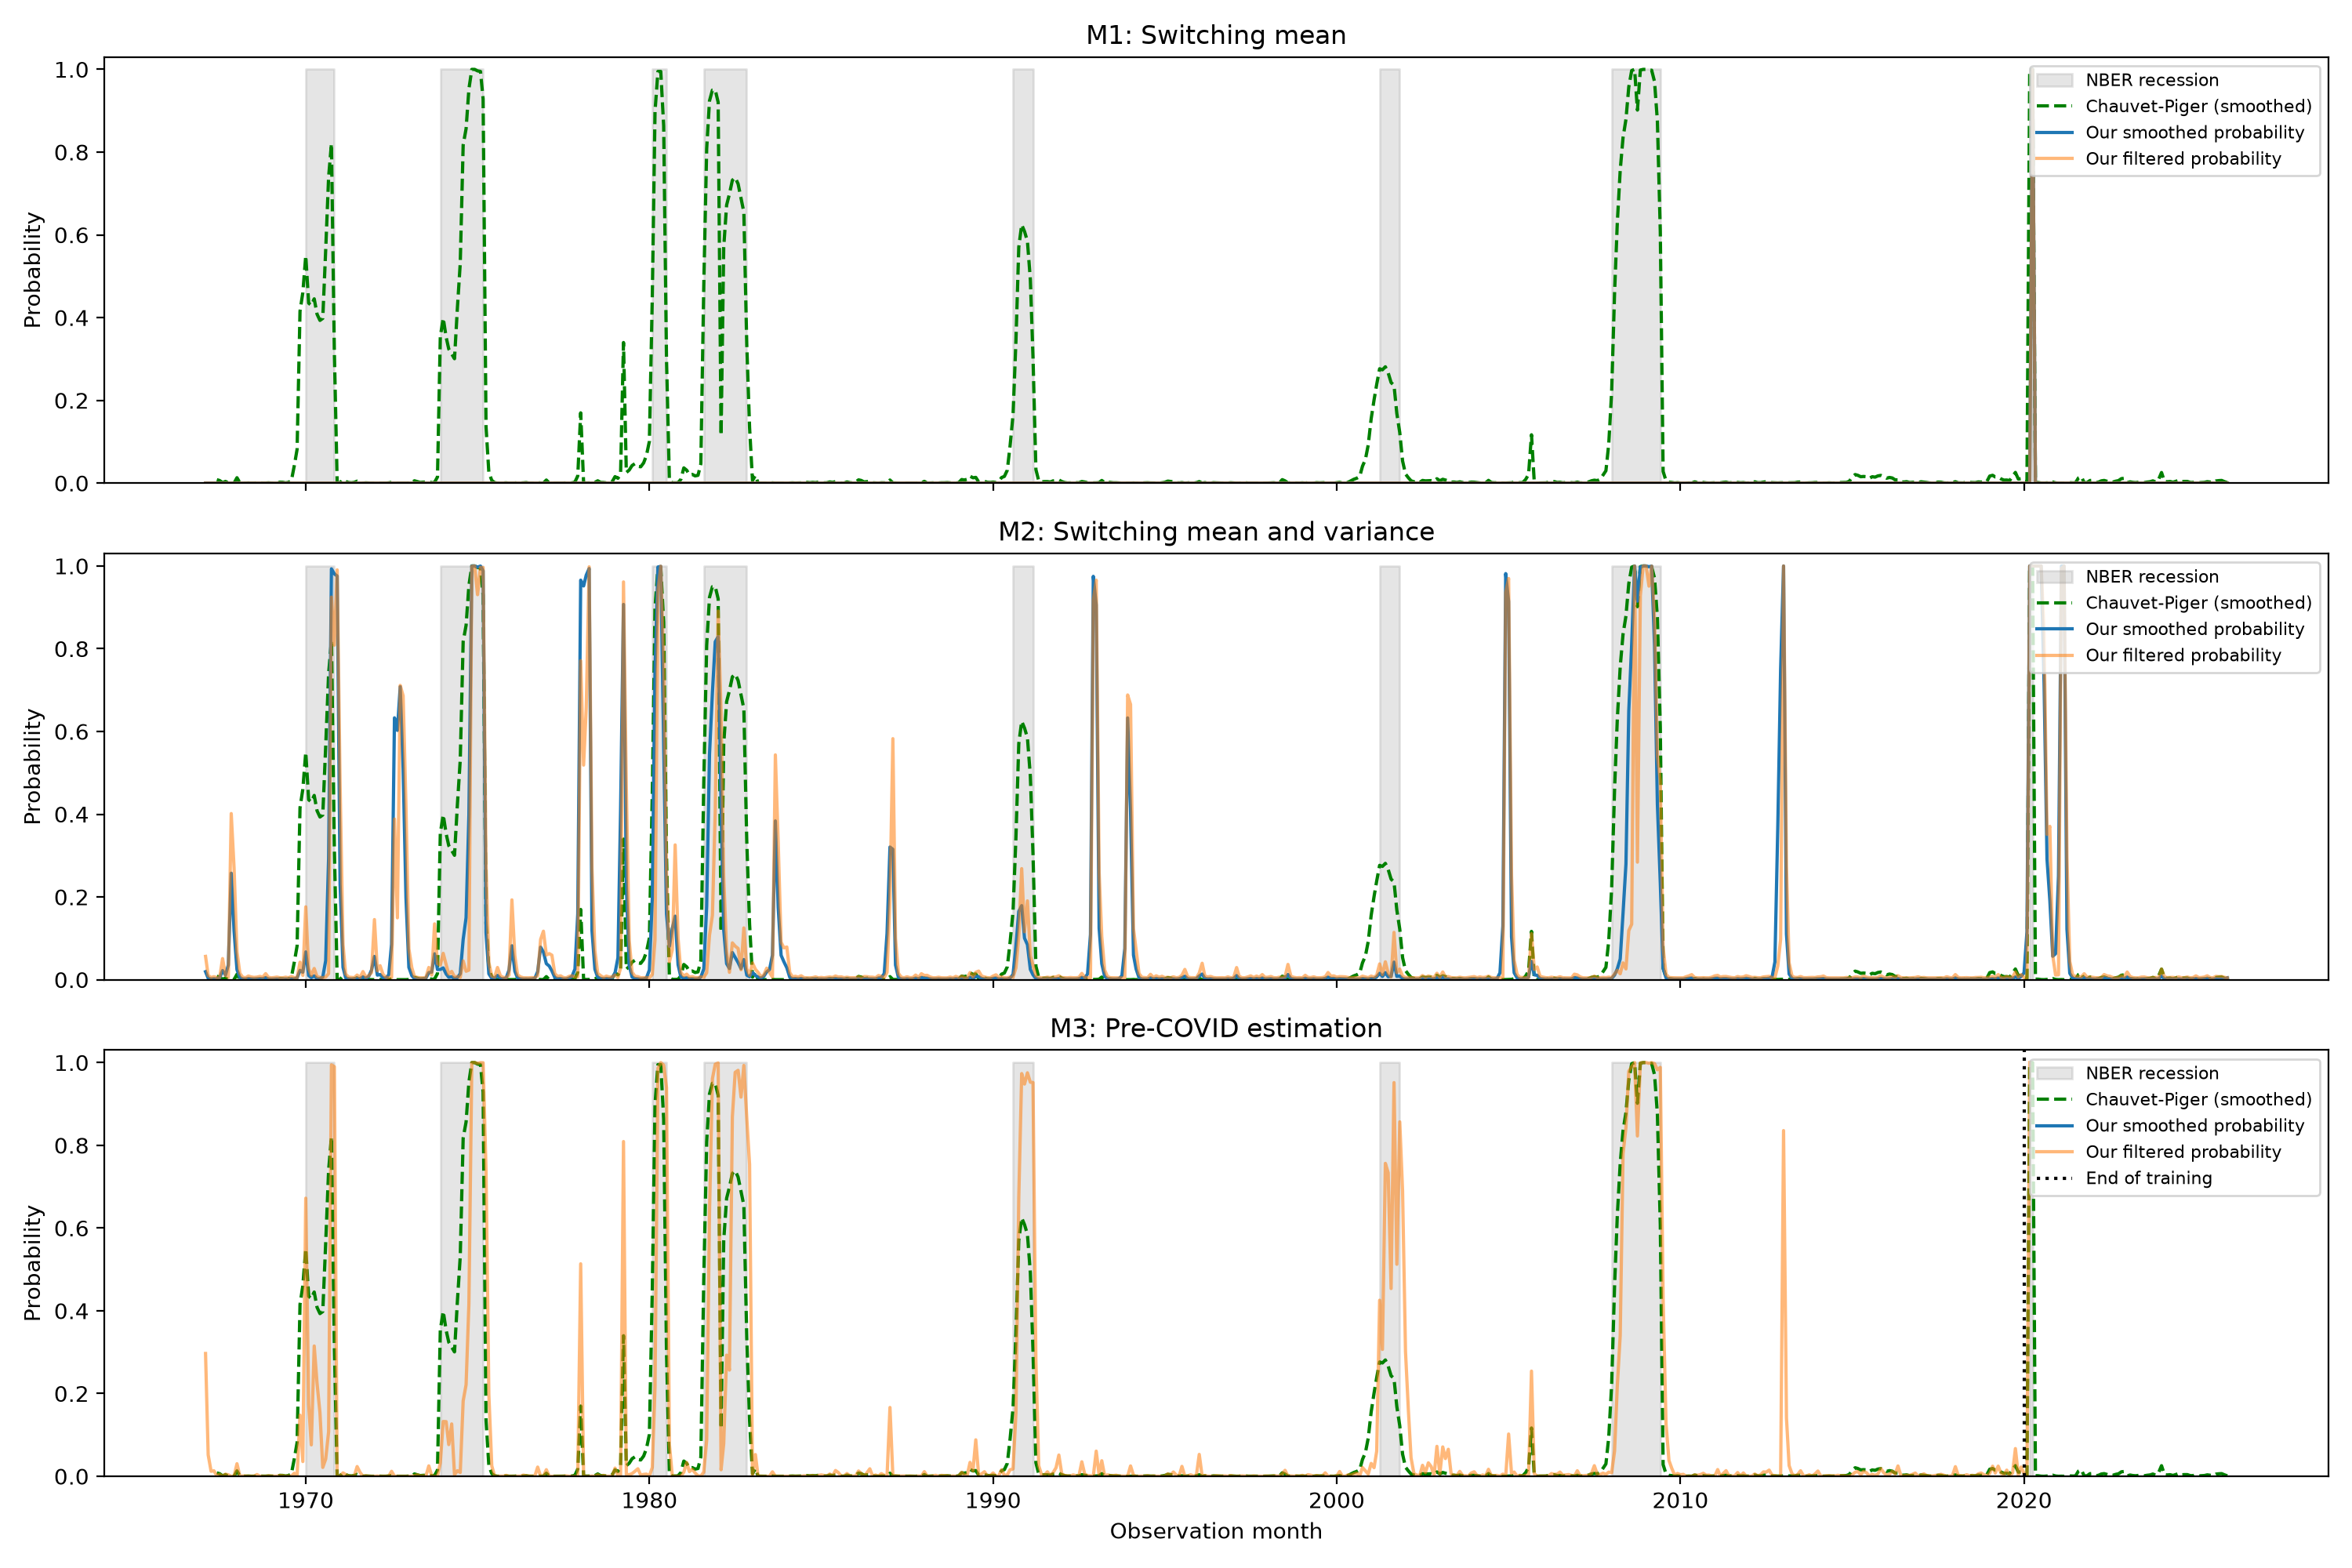 M1: Switching mean
Probability
1.0
0.8
0.6
0.4
0.2
0.0
NBER recession
Chauvet-Piger (smoothed)
Our smoothed probability
Our filtered probability
M2: Switching mean and variance
Probability
1.0
0.8
0.6
0.4
0.2
0.0
NBER recession
Chauvet-Piger (smoothed)
Our smoothed probability
Our filtered probability
M3: Pre-COVID estimation
Probability
1.0
0.8
0.6
0.4
0.2
0.0
NBER recession
Chauvet-Piger (smoothed)
Our smoothed probability
Our filtered probability
End of training
1970 1980 1990 2000 2010 2020
Observation month